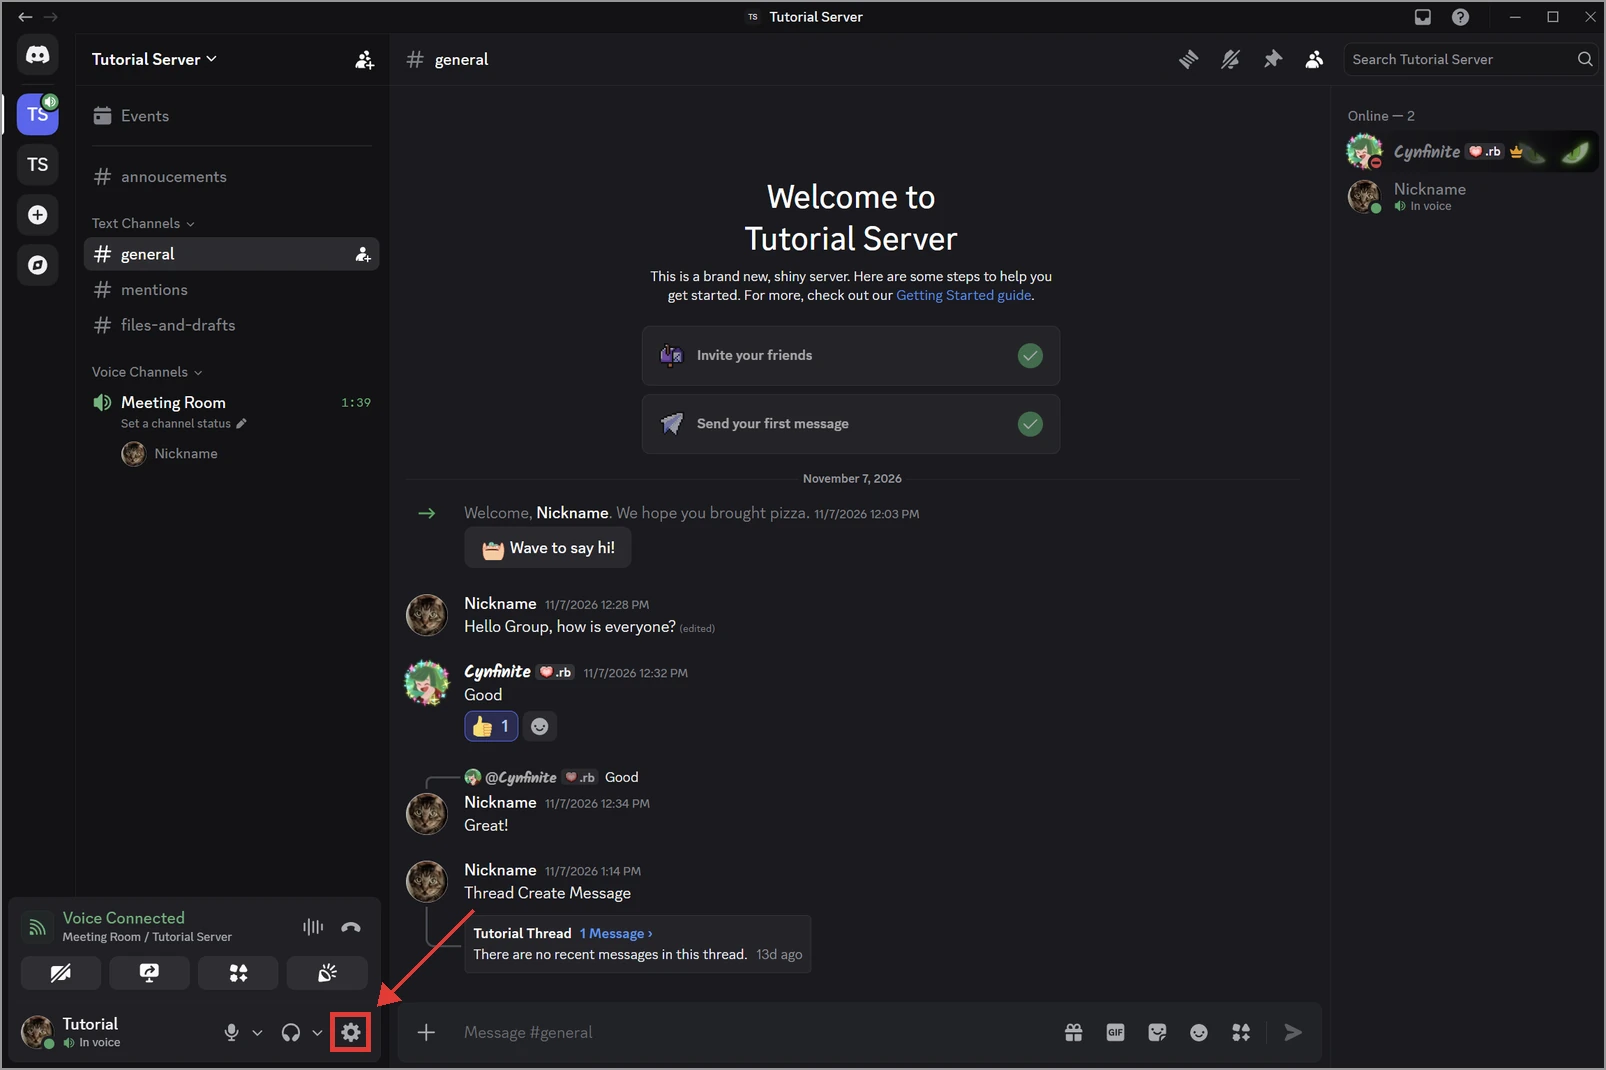 TS Tutorial Server
TS
TS
Tutorial Server
Events
annoucements
Text Channels
general
mentions
files-and-drafts
Voice Channels
Meeting Room 1:39
Set a channel status
Nickname
Voice Connected
Meeting Room / Tutorial Server
Tutorial
In voice
# general
Search Tutorial Server
Welcome to
Tutorial Server
This is a brand new, shiny server. Here are some steps to help you
get started. For more, check out our Getting Started guide.
Invite your friends
Send your first message
November 7, 2026
Welcome, Nickname. We hope you brought pizza. 11/7/2026 12:03 PM
Wave to say hi!
Nickname 11/7/2026 12:28 PM
Hello Group, how is everyone? (edited)
Cynfinite .rb 11/7/2026 12:32 PM
Good
1
@Cynfinite .rb Good
Nickname 11/7/2026 12:34 PM
Great!
Nickname 11/7/2026 1:14 PM
Thread Create Message
Tutorial Thread 1 Message ›
There are no recent messages in this thread. 13d ago
Message #general
GIF
Online — 2
Cynfinite .rb
Nickname
In voice